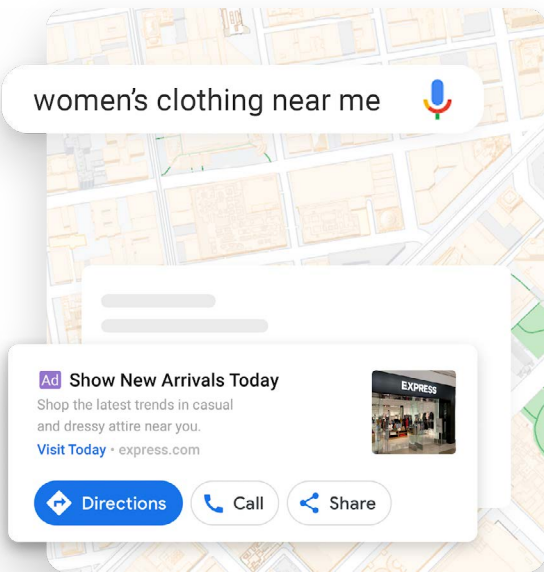 women's clothing near me
Ad Show New Arrivals Today
Shop the latest trends in casual
and dressy attire near you.
Visit Today · express.com
EXPRESS
Directions Call Share